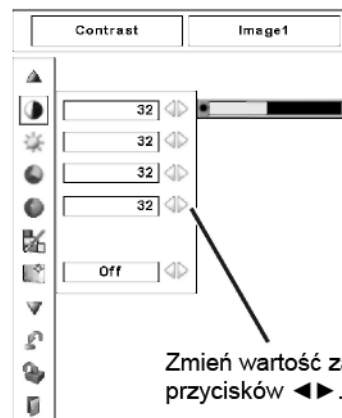 Contrast Image1
32
32
32
32
Off
Zmień wartość
przycisków ◄►.